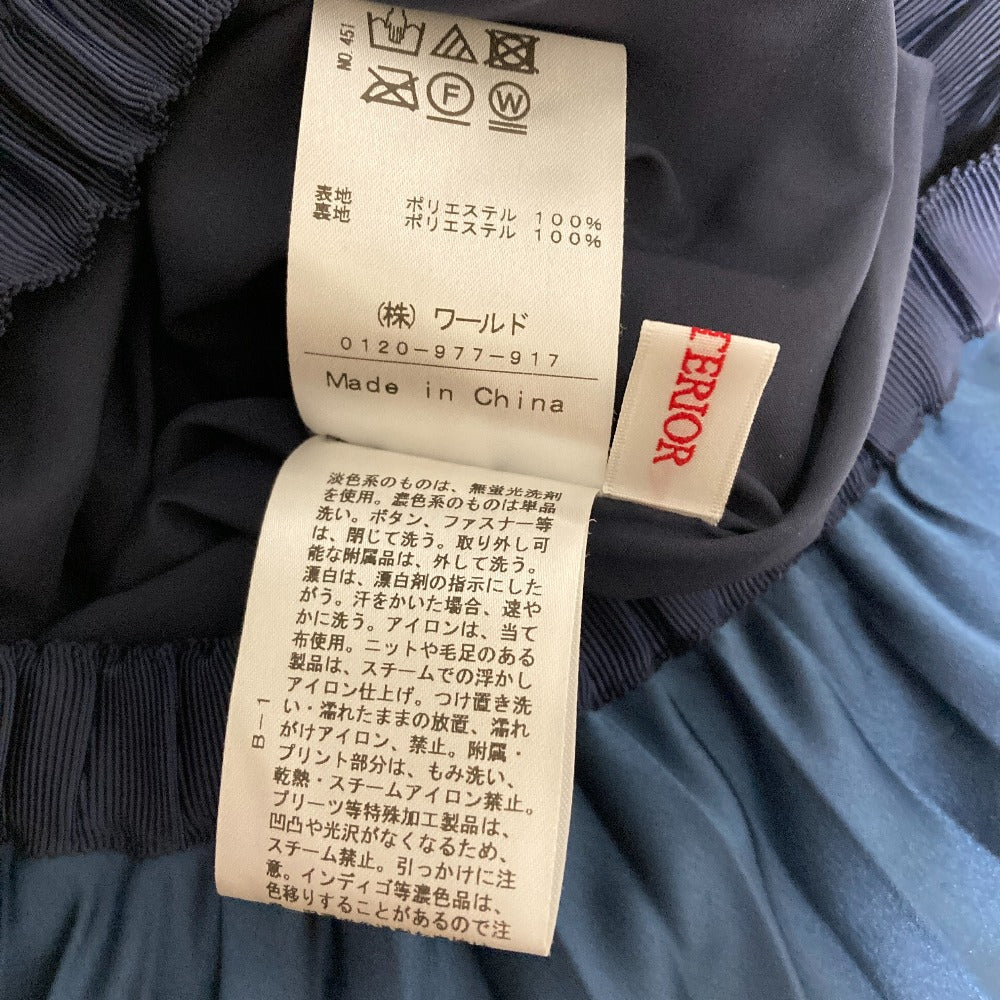 NO. 451
F
W
表地 ポリエステル 100%
裏地 ポリエステル 100%
(株) ワールド
0120-977-917
Made in China
TERIOR
淡色系のものは、無蛍光洗剤
を使用。濃色系のものは単品
洗い。ボタン、ファスナー等
は、閉じて洗う。取り外し可
能な附属品は、外して洗う。
漂白は、漂白剤の指示にした
がう。汗をかいた場合、速や
かに洗う。アイロンは、当て
布使用。ニットや毛足のある
製品は、スチームでの浮かし
アイロン仕上げ。つけ置き洗
い・濡れたままの放置、濡れ
がけアイロン、禁止。附属・
プリント部分は、もみ洗い、
乾熱・スチームアイロン禁止。
プリーツ等特殊加工製品は、
凹凸や光沢がなくなるため、
スチーム禁止。引っかけに注
意。インディゴ等濃色品は、
色移りすることがあるので注
B-1